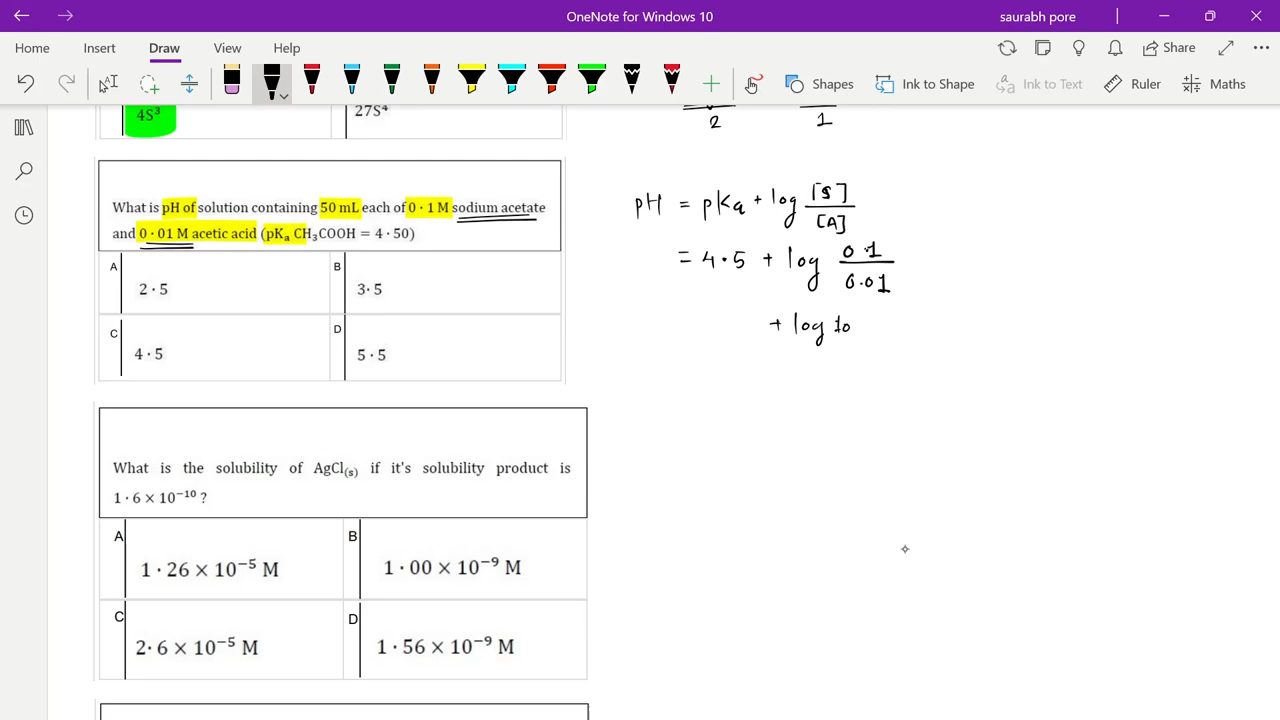 OneNote for Windows 10
saurabh pore
Home Insert Draw View Help
Share
Shapes Ink to Shape Ink to Text Ruler Maths
4S³ 27S⁴
2 1
What is pH of solution containing 50 mL each of 0·1 M sodium acetate
and 0·01 M acetic acid (pKₐ CH₃COOH = 4·50)
A 2·5 B 3·5
C 4·5 D 5·5
pH = pKa + log [S]/[A]
= 4.5 + log 0.1/0.01
+ log 10
What is the solubility of AgCl₍s₎ if it's solubility product is
1·6 × 10⁻¹⁰ ?
A 1·26 × 10⁻⁵ M B 1·00 × 10⁻⁹ M
C 2·6 × 10⁻⁵ M D 1·56 × 10⁻⁹ M